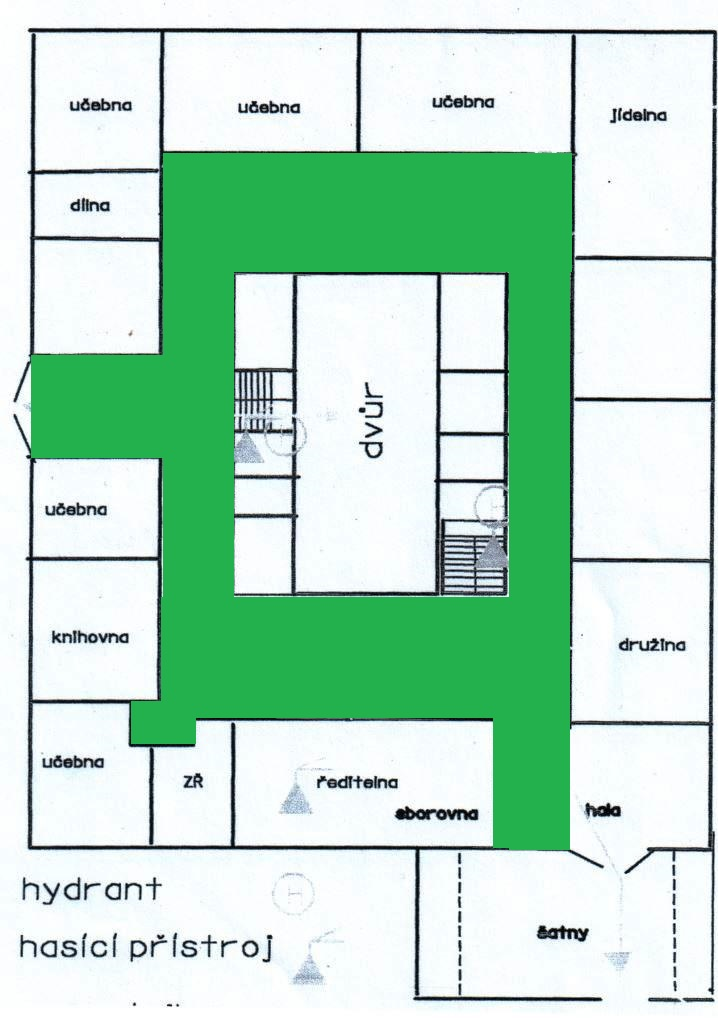 učebna
učebna
učebna
jídelna
dílna
dvůr
H
H
učebna
knihovna
družina
učebna
ZŘ
ředitelna
sborovna
hala
hydrant
H
šatny
hasící přístroj